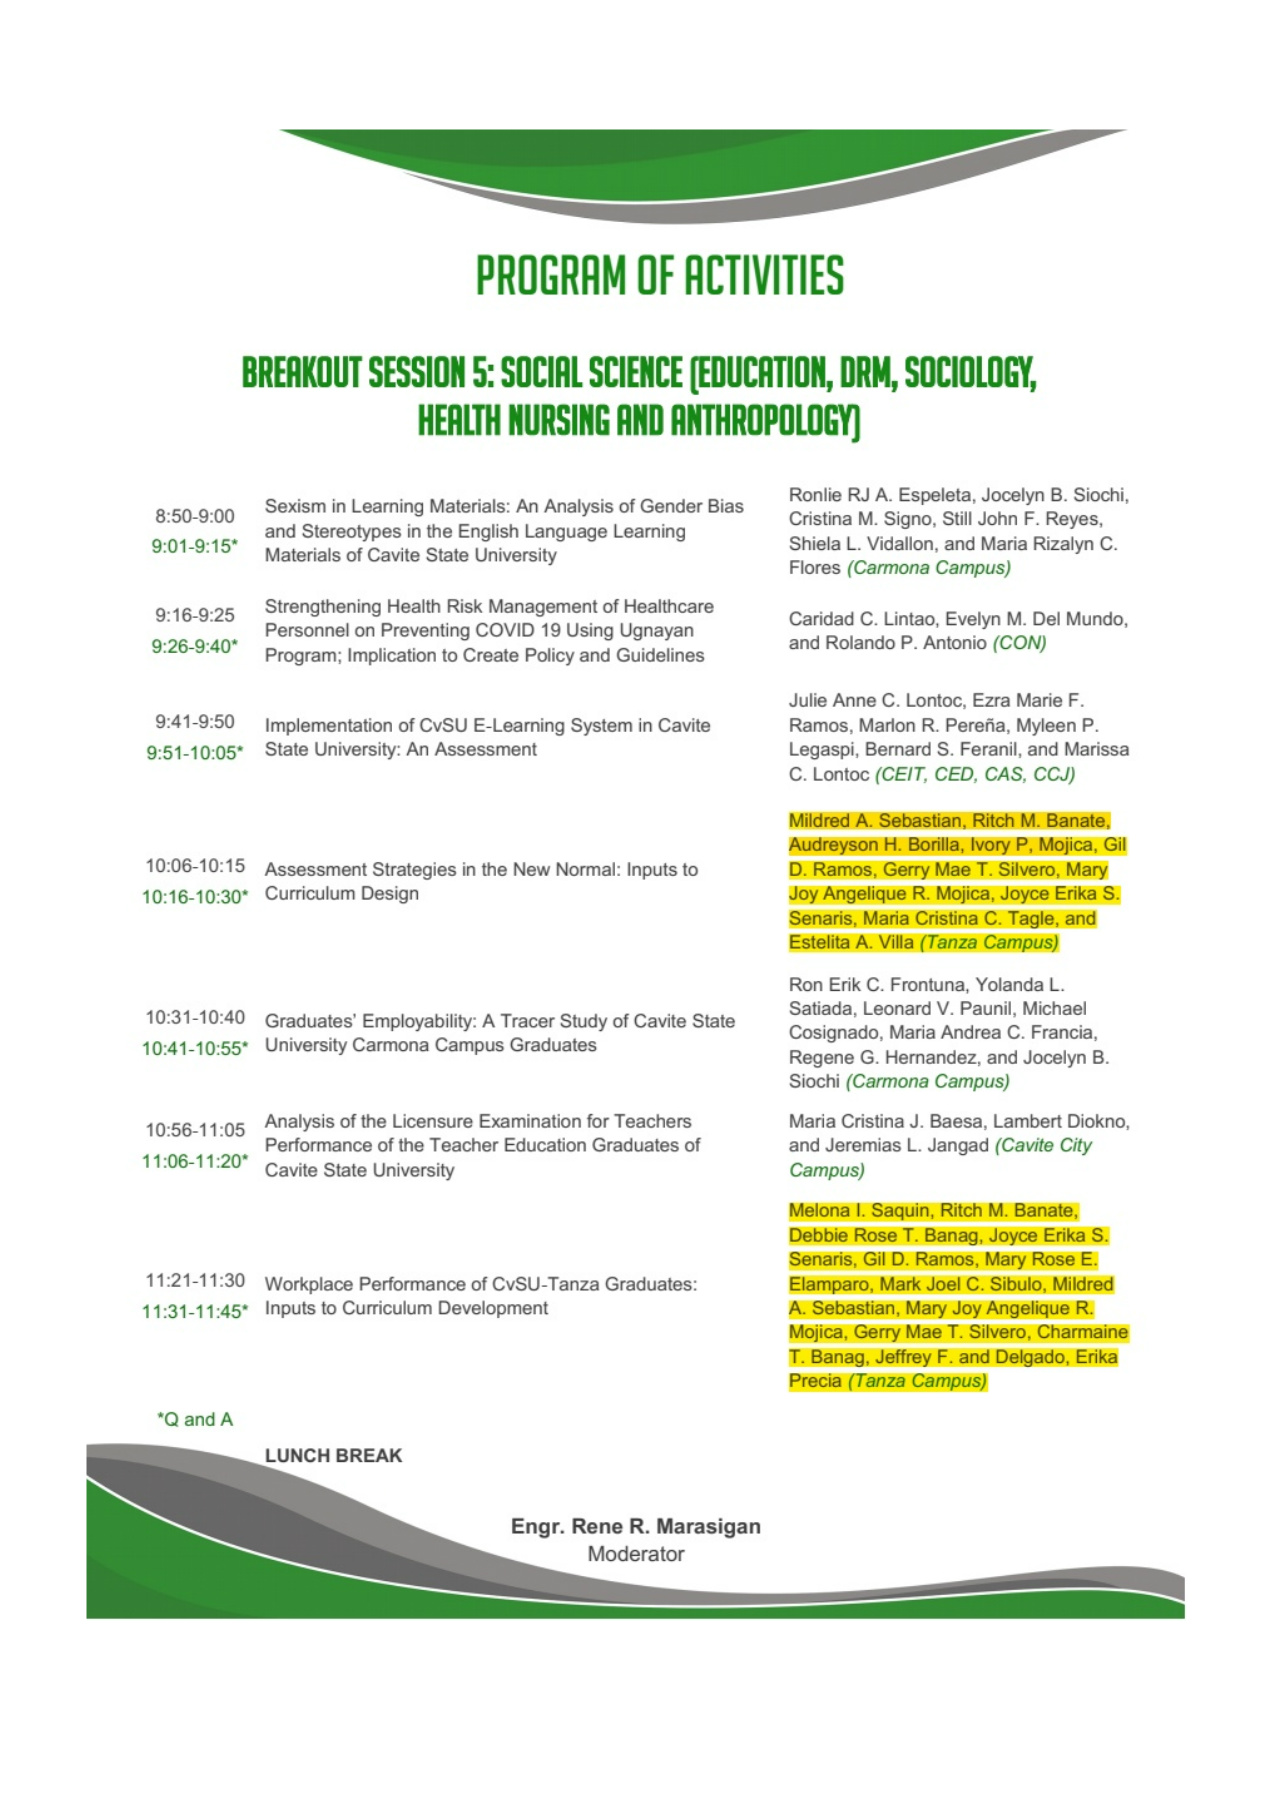 PROGRAM OF ACTIVITIES
BREAKOUT SESSION 5: SOCIAL SCIENCE (EDUCATION, DRM, SOCIOLOGY,
HEALTH NURSING AND ANTHROPOLOGY)
8:50-9:00
9:01-9:15*
Sexism in Learning Materials: An Analysis of Gender Bias
and Stereotypes in the English Language Learning
Materials of Cavite State University
Ronlie RJ A. Espeleta, Jocelyn B. Siochi,
Cristina M. Signo, Still John F. Reyes,
Shiela L. Vidallon, and Maria Rizalyn C.
Flores (Carmona Campus)
9:16-9:25
9:26-9:40*
Strengthening Health Risk Management of Healthcare
Personnel on Preventing COVID 19 Using Ugnayan
Program; Implication to Create Policy and Guidelines
Caridad C. Lintao, Evelyn M. Del Mundo,
and Rolando P. Antonio (CON)
9:41-9:50
9:51-10:05*
Implementation of CvSU E-Learning System in Cavite
State University: An Assessment
Julie Anne C. Lontoc, Ezra Marie F.
Ramos, Marlon R. Pereña, Myleen P.
Legaspi, Bernard S. Feranil, and Marissa
C. Lontoc (CEIT, CED, CAS, CCJ)
10:06-10:15
10:16-10:30*
Assessment Strategies in the New Normal: Inputs to
Curriculum Design
Mildred A. Sebastian, Ritch M. Banate,
Audreyson H. Borilla, Ivory P, Mojica, Gil
D. Ramos, Gerry Mae T. Silvero, Mary
Joy Angelique R. Mojica, Joyce Erika S.
Senaris, Maria Cristina C. Tagle, and
Estelita A. Villa (Tanza Campus)
10:31-10:40
10:41-10:55*
Graduates' Employability: A Tracer Study of Cavite State
University Carmona Campus Graduates
Ron Erik C. Frontuna, Yolanda L.
Satiada, Leonard V. Paunil, Michael
Cosignado, Maria Andrea C. Francia,
Regene G. Hernandez, and Jocelyn B.
Siochi (Carmona Campus)
10:56-11:05
11:06-11:20*
Analysis of the Licensure Examination for Teachers
Performance of the Teacher Education Graduates of
Cavite State University
Maria Cristina J. Baesa, Lambert Diokno,
and Jeremias L. Jangad (Cavite City
Campus)
11:21-11:30
11:31-11:45*
Workplace Performance of CvSU-Tanza Graduates:
Inputs to Curriculum Development
Melona I. Saquin, Ritch M. Banate,
Debbie Rose T. Banag, Joyce Erika S.
Senaris, Gil D. Ramos, Mary Rose E.
Elamparo, Mark Joel C. Sibulo, Mildred
A. Sebastian, Mary Joy Angelique R.
Mojica, Gerry Mae T. Silvero, Charmaine
T. Banag, Jeffrey F. and Delgado, Erika
Precia (Tanza Campus)
*Q and A
LUNCH BREAK
Engr. Rene R. Marasigan
Moderator